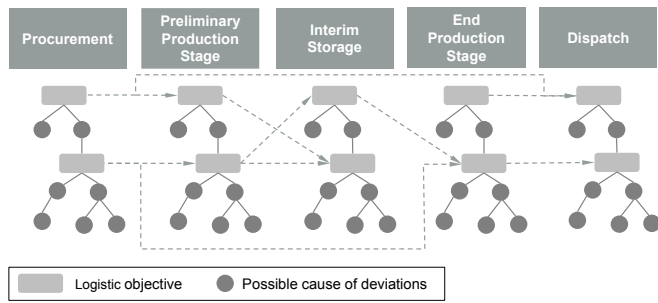 Procurement
Preliminary
Production
Stage
Interim
Storage
End
Production
Stage
Dispatch
Logistic objective
Possible cause of deviations